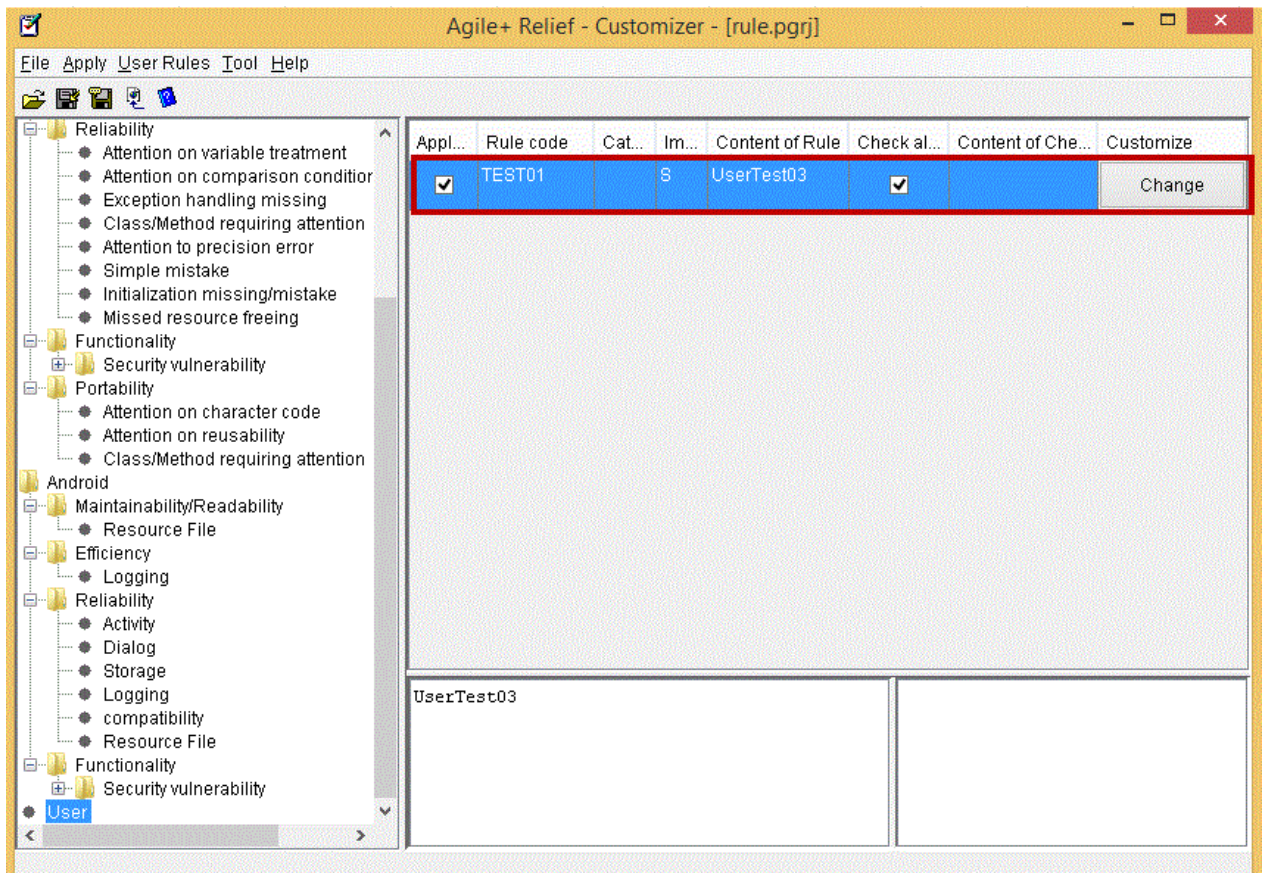 Agile+ Relief - Customizer - [rule.pgrj]
File Apply User Rules Tool Help
Reliability
Attention on variable treatment
Attention on comparison condition
Exception handling missing
Class/Method requiring attention
Attention to precision error
Simple mistake
Initialization missing/mistake
Missed resource freeing
Functionality
Security vulnerability
Portability
Attention on character code
Attention on reusability
Class/Method requiring attention
Android
Maintainability/Readability
Resource File
Efficiency
Logging
Reliability
Activity
Dialog
Storage
Logging
compatibility
Resource File
Functionality
Security vulnerability
User
Appl... Rule code Cat... Im... Content of Rule Check al... Content of Che... Customize
TEST01 S UserTest03 Change
UserTest03